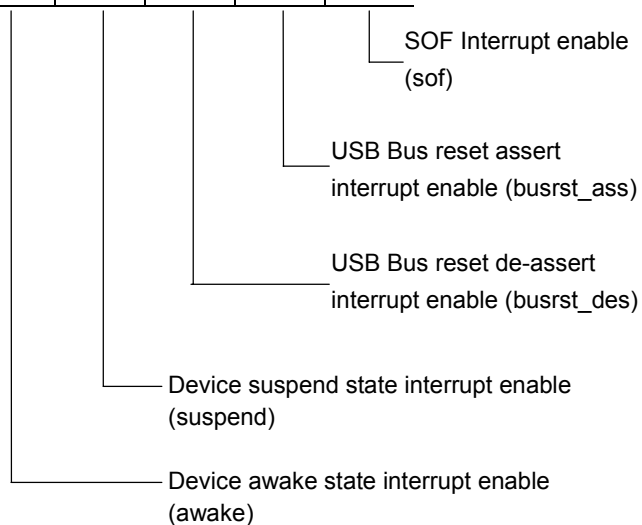 SOF Interrupt enable
(sof)
USB Bus reset assert
interrupt enable (busrst_ass)
USB Bus reset de-assert
interrupt enable (busrst_des)
Device suspend state interrupt enable
(suspend)
Device awake state interrupt enable
(awake)